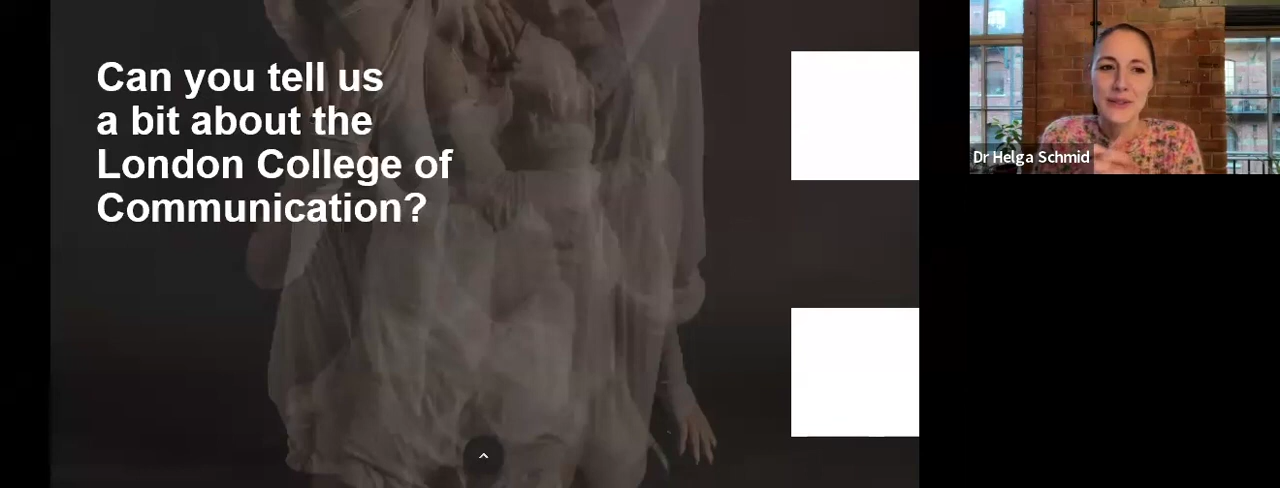 Can you tell us
a bit about the
London College of
Communication?
Dr Helga Schmid